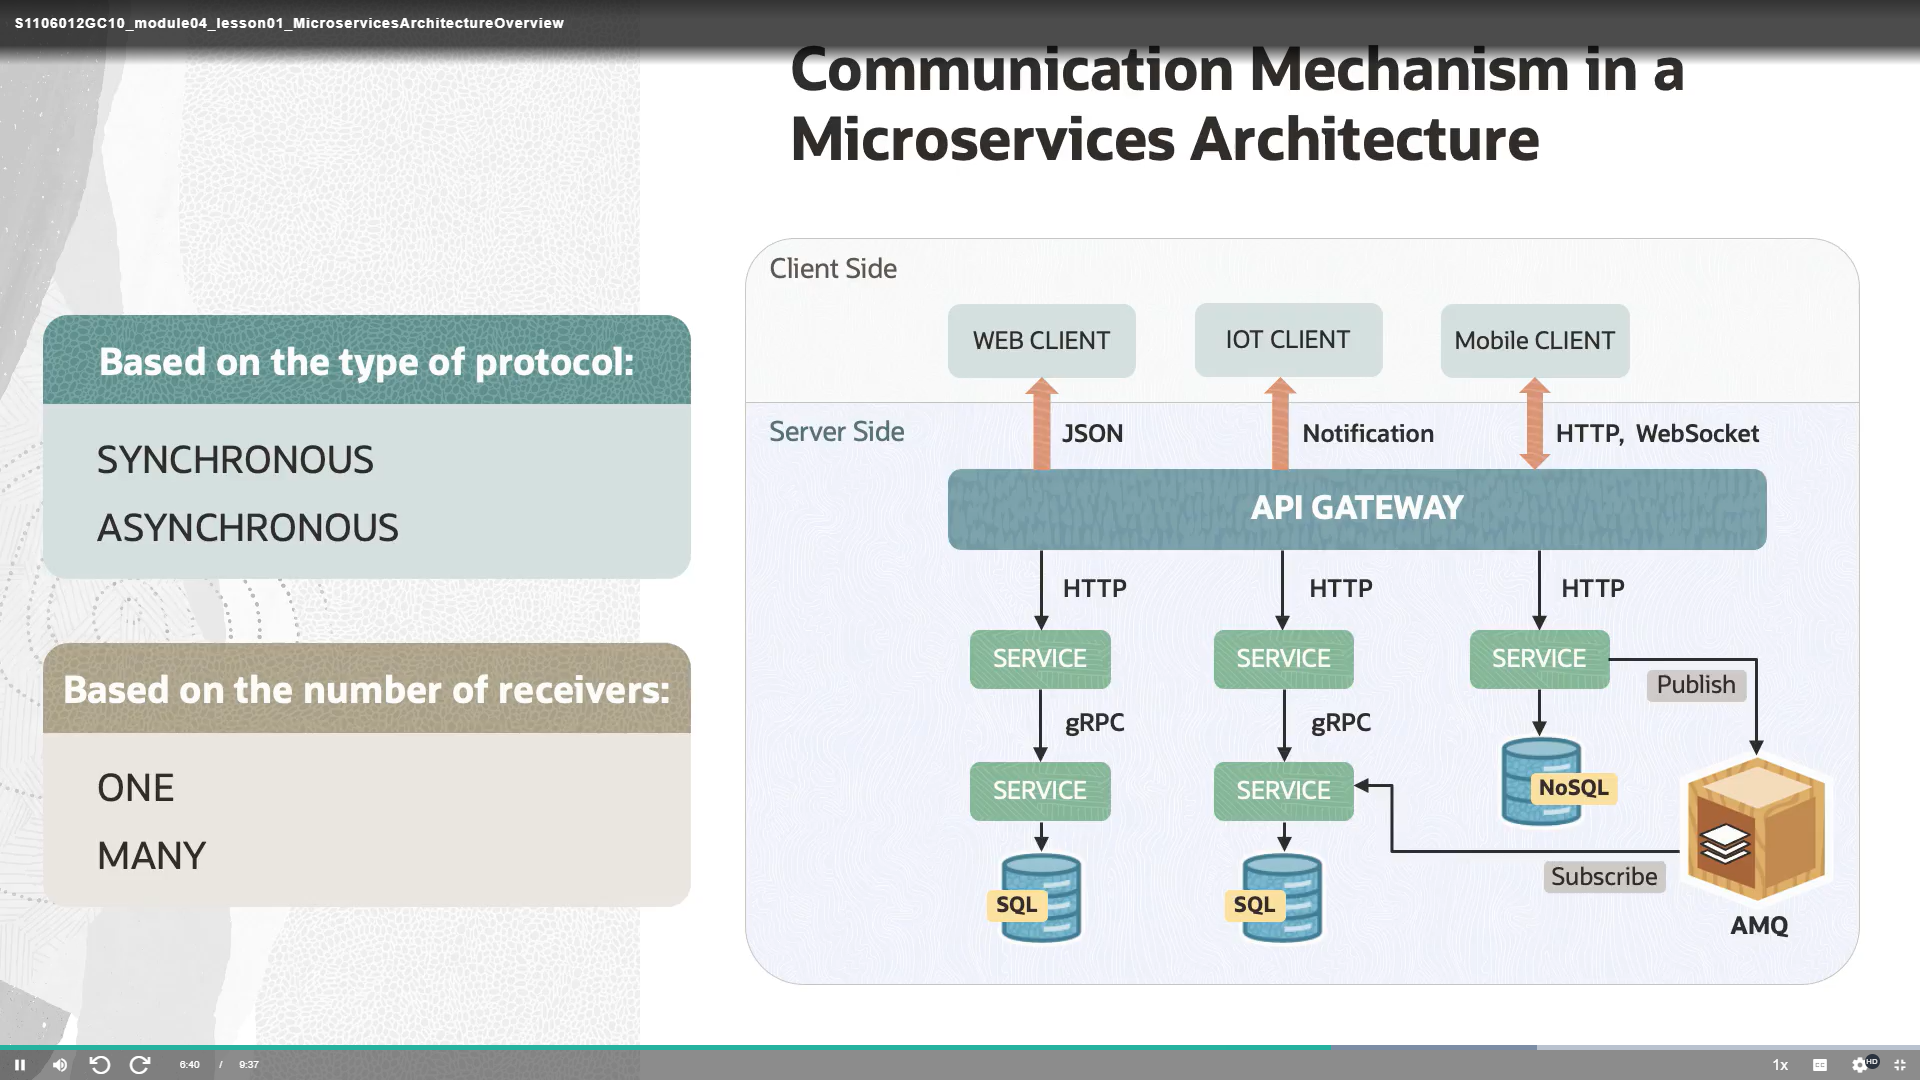 S1106012GC10_module04_lesson01_MicroservicesArchitectureOverview
Communication Mechanism in a
Microservices Architecture
Based on the type of protocol:
SYNCHRONOUS
ASYNCHRONOUS
Based on the number of receivers:
ONE
MANY
Client Side
WEB CLIENT
IOT CLIENT
Mobile CLIENT
Server Side
JSON
Notification
HTTP, WebSocket
API GATEWAY
HTTP
HTTP
HTTP
SERVICE
SERVICE
SERVICE
Publish
gRPC
gRPC
SERVICE
SERVICE
NoSQL
Subscribe
SQL
SQL
AMQ
6:40 / 9:37
1x
CC
HD